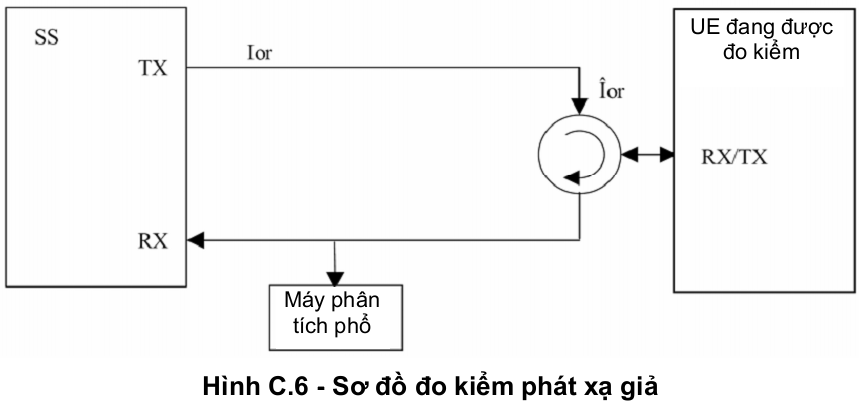 SS
TX
Ior
Îor
UE đang được
đo kiểm
RX/TX
RX
Máy phân
tích phổ
Hình C.6 - Sơ đồ đo kiểm phát xạ giả